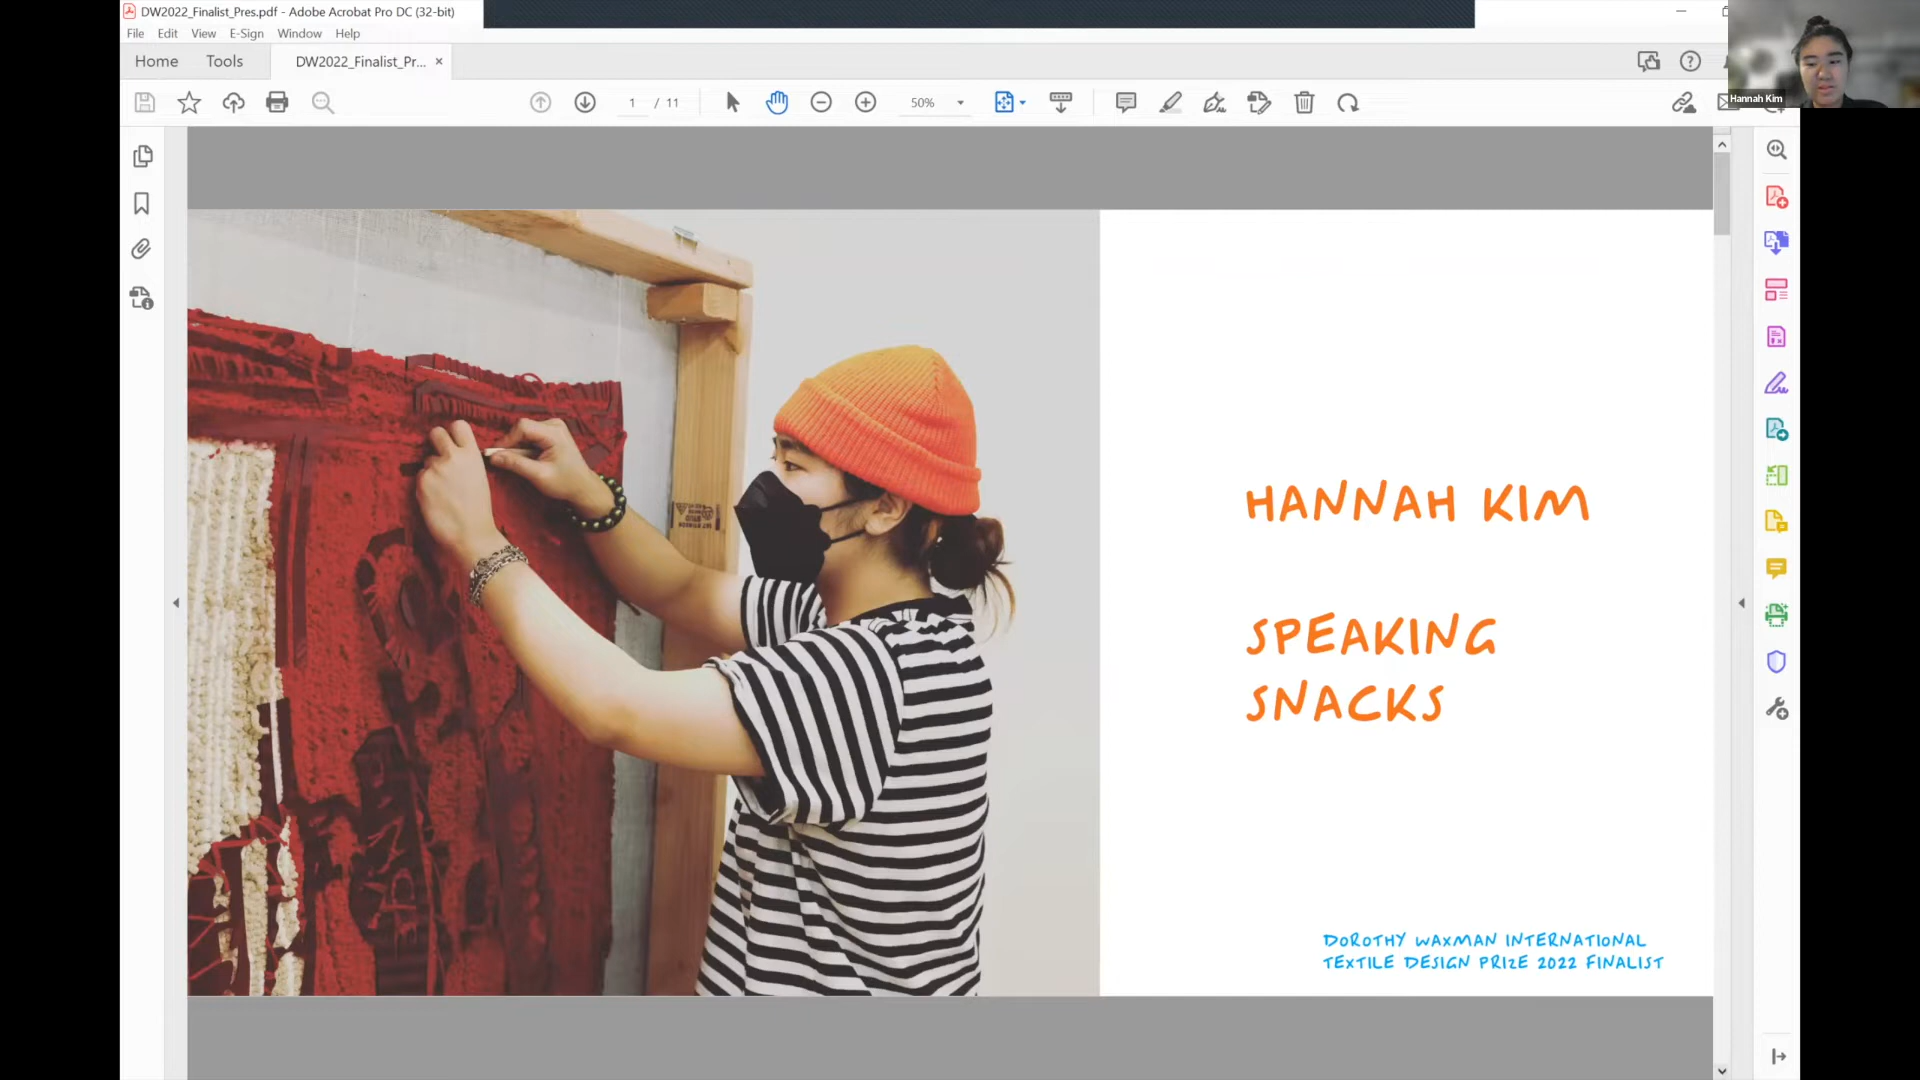 DW2022_Finalist_Pres.pdf - Adobe Acrobat Pro DC (32-bit)
File Edit View E-Sign Window Help
Home Tools DW2022_Finalist_Pr... ×
1 / 11 50%
Hannah Kim
HANNAH KIM
SPEAKING
SNACKS
DOROTHY WAXMAN INTERNATIONAL
TEXTILE DESIGN PRIZE 2022 FINALIST